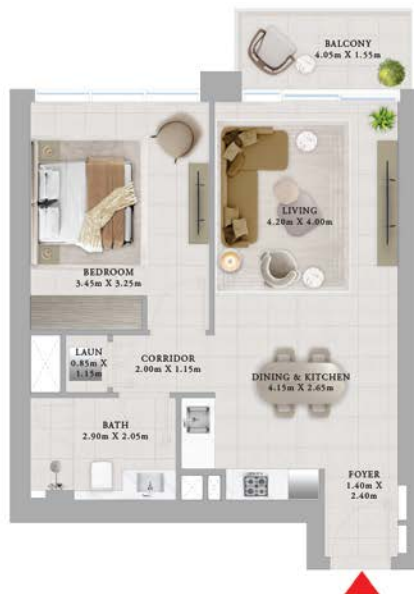 BALCONY
4.05m X 1.55m
LIVING
4.20m X 4.00m
BEDROOM
3.45m X 3.25m
LAUN
0.85m X
1.15m
CORRIDOR
2.00m X 1.15m
DINING & KITCHEN
4.15m X 2.65m
BATH
2.90m X 2.05m
FOYER
1.40m X
2.40m